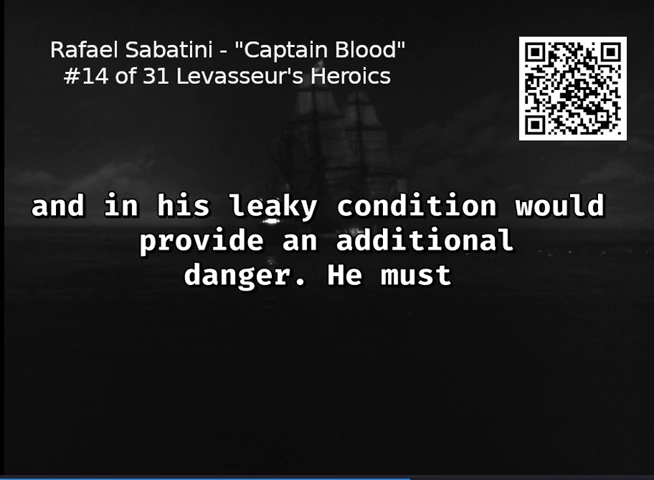 Rafael Sabatini - "Captain Blood"
#14 of 31 Levasseur's Heroics
and in his leaky condition would
provide an additional
danger. He must